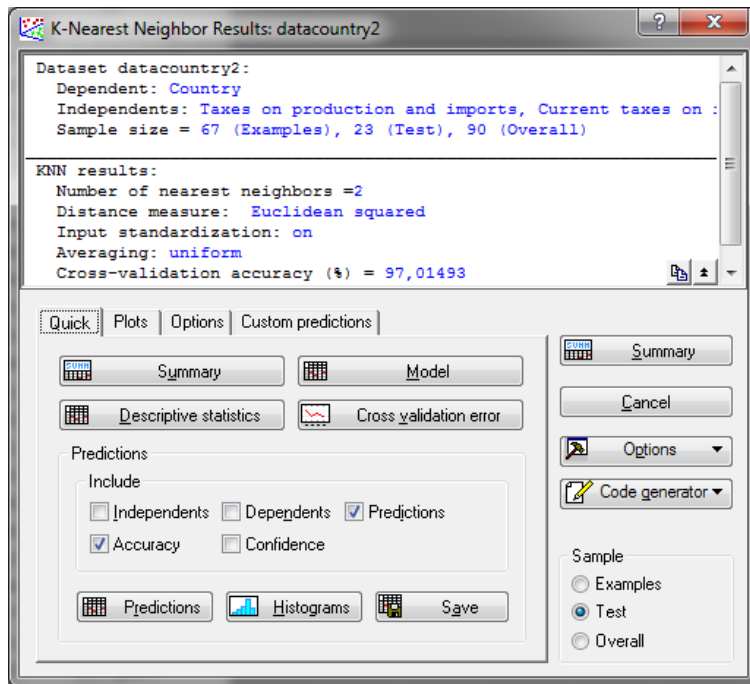 K-Nearest Neighbor Results: datacountry2
Dataset datacountry2:
Dependent: Country
Independents: Taxes on production and imports, Current taxes on
Sample size = 67 (Examples), 23 (Test), 90 (Overall)
KNN results:
Number of nearest neighbors =2
Distance measure: Euclidean squared
Input standardization: on
Averaging: uniform
Cross-validation accuracy (%) = 97,01493
Quick Plots Options Custom predictions
Summary Model
Descriptive statistics Cross validation error
Predictions
Include
Independents Dependents Predictions
Accuracy Confidence
Predictions Histograms Save
Summary
Cancel
Options
Code generator
Sample
Examples
Test
Overall